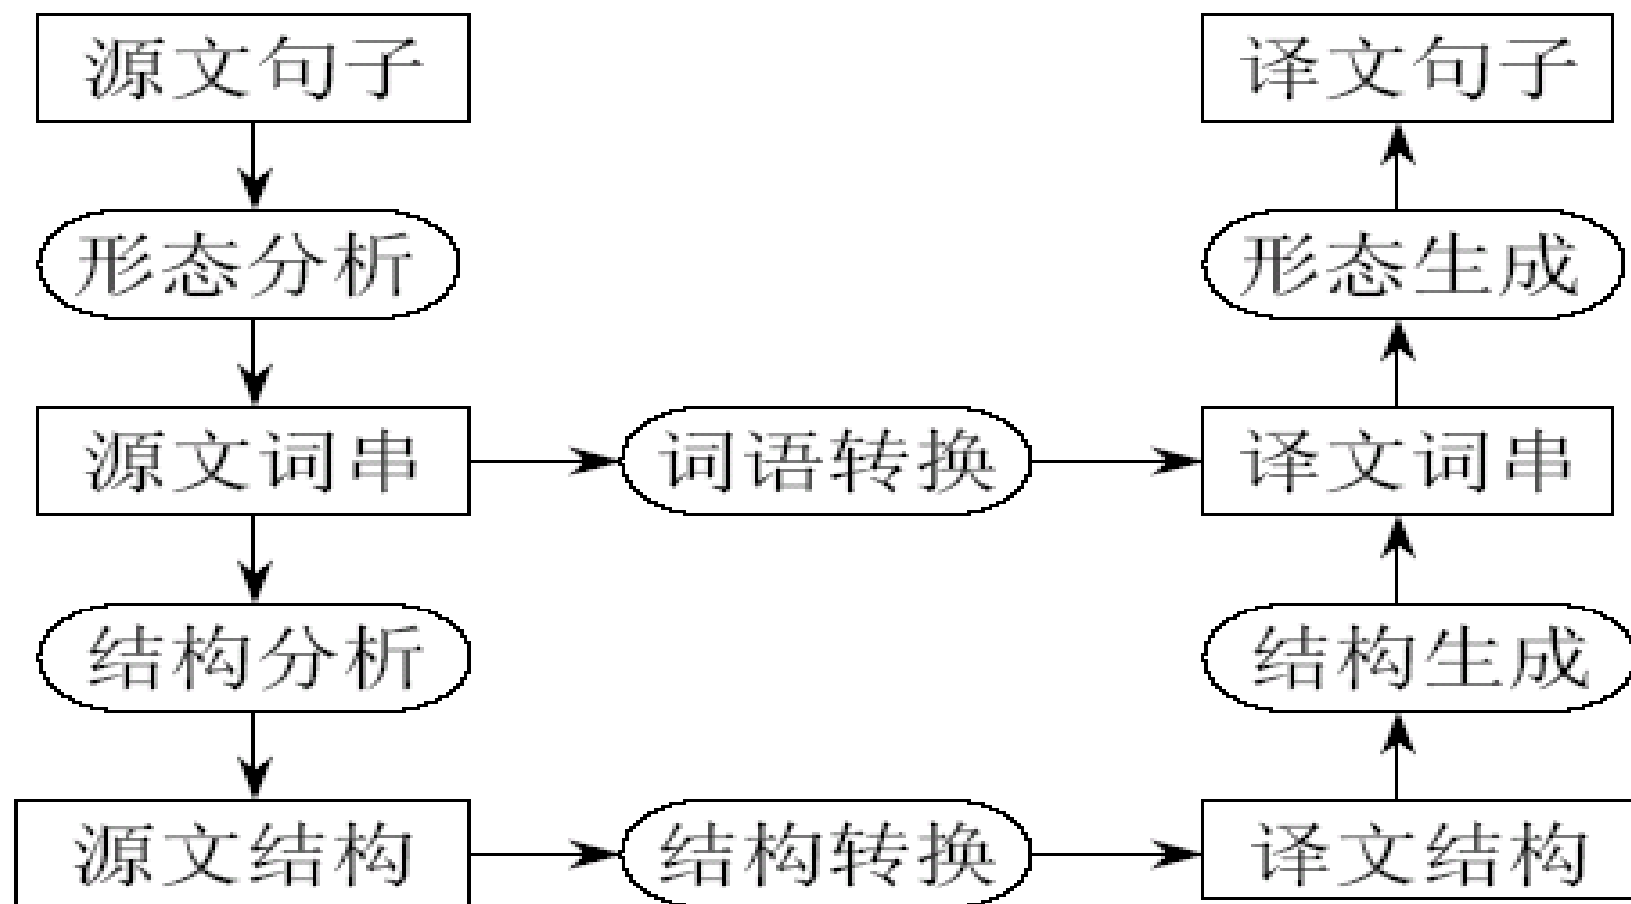 源文句子
译文句子
形态分析
形态生成
源文词串
词语转换
译文词串
结构分析
结构生成
源文结构
结构转换
译文结构